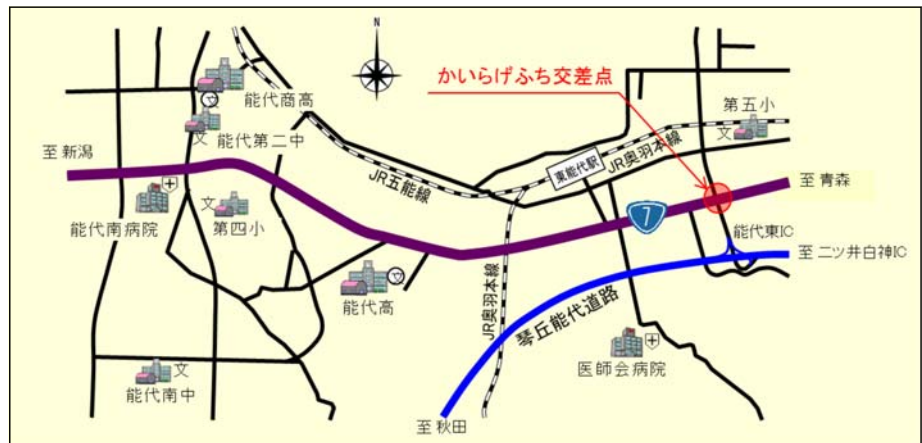 N
かいらげふち交差点
能代商高
文
能代第二中
第五小
文
至新潟
JR五能線
東能代駅
JR奥羽本線
至青森
能代南病院
文
第四小
7
能代東IC
至二ツ井白神IC
能代高
JR奥羽本線
琴丘能代道路
医師会病院
文
能代南中
至秋田